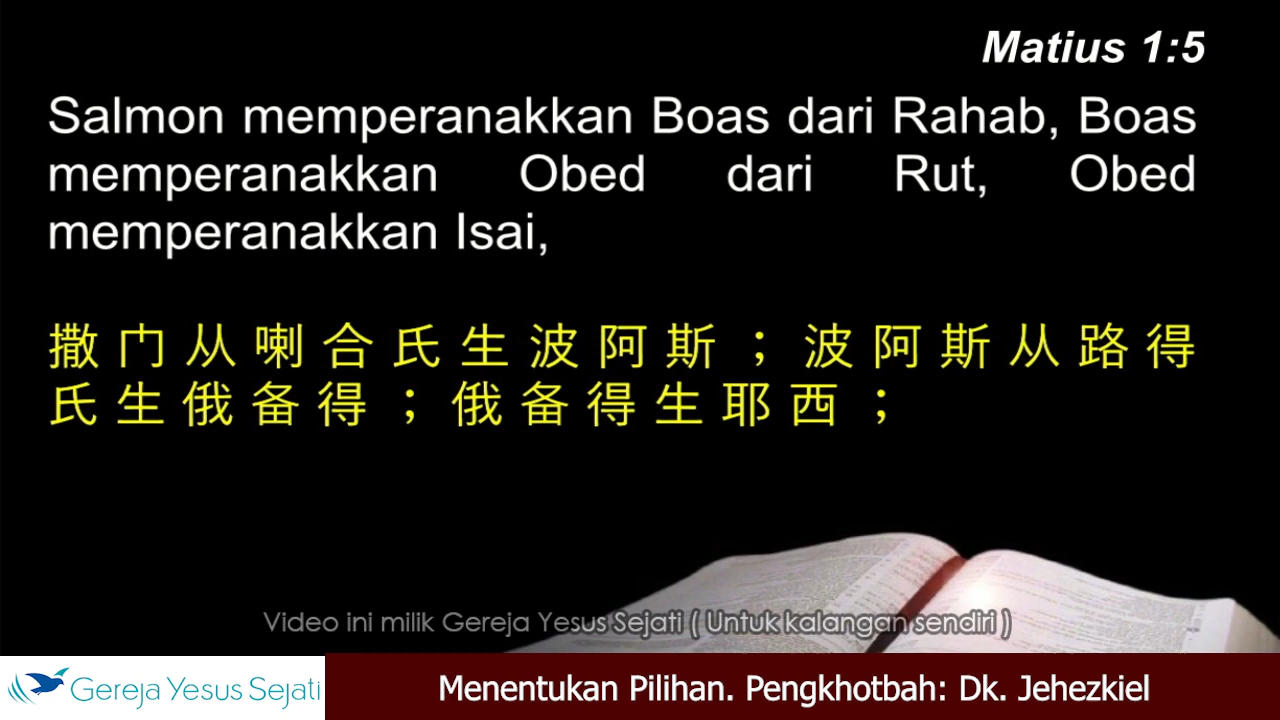 Matius 1:5
Salmon memperanakkan Boas dari Rahab, Boas
memperanakkan Obed dari Rut, Obed
memperanakkan Isai,
撒门从喇合氏生波阿斯；波阿斯从路得
氏生俄备得；俄备得生耶西；
Video ini milik Gereja Yesus Sejati ( Untuk kalangan sendiri )
Gereja Yesus Sejati
Menentukan Pilihan. Pengkhotbah: Dk. Jehezkiel